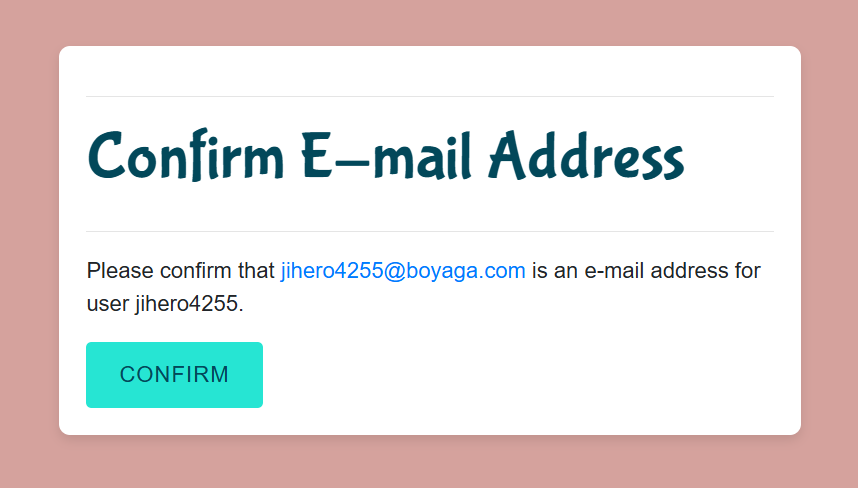 Confirm E-mail Address
Please confirm that jihero4255@boyaga.com is an e-mail address for
user jihero4255.
CONFIRM